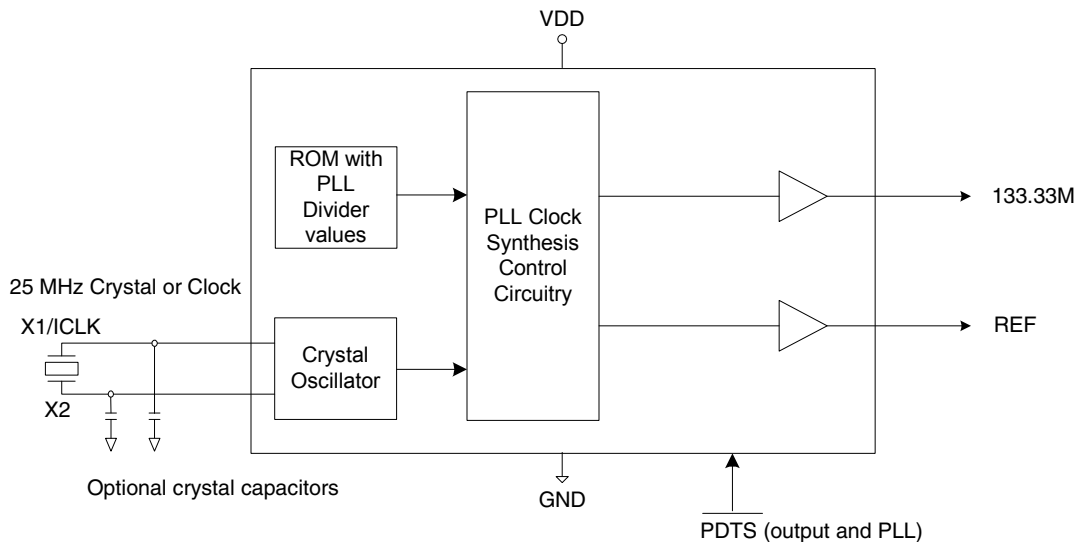 VDD
ROM with
PLL
Divider
values
PLL Clock
Synthesis
Control
Circuitry
133.33M
25 MHz Crystal or Clock
X1/ICLK
Crystal
Oscillator
REF
X2
Optional crystal capacitors
GND
PDTS (output and PLL)